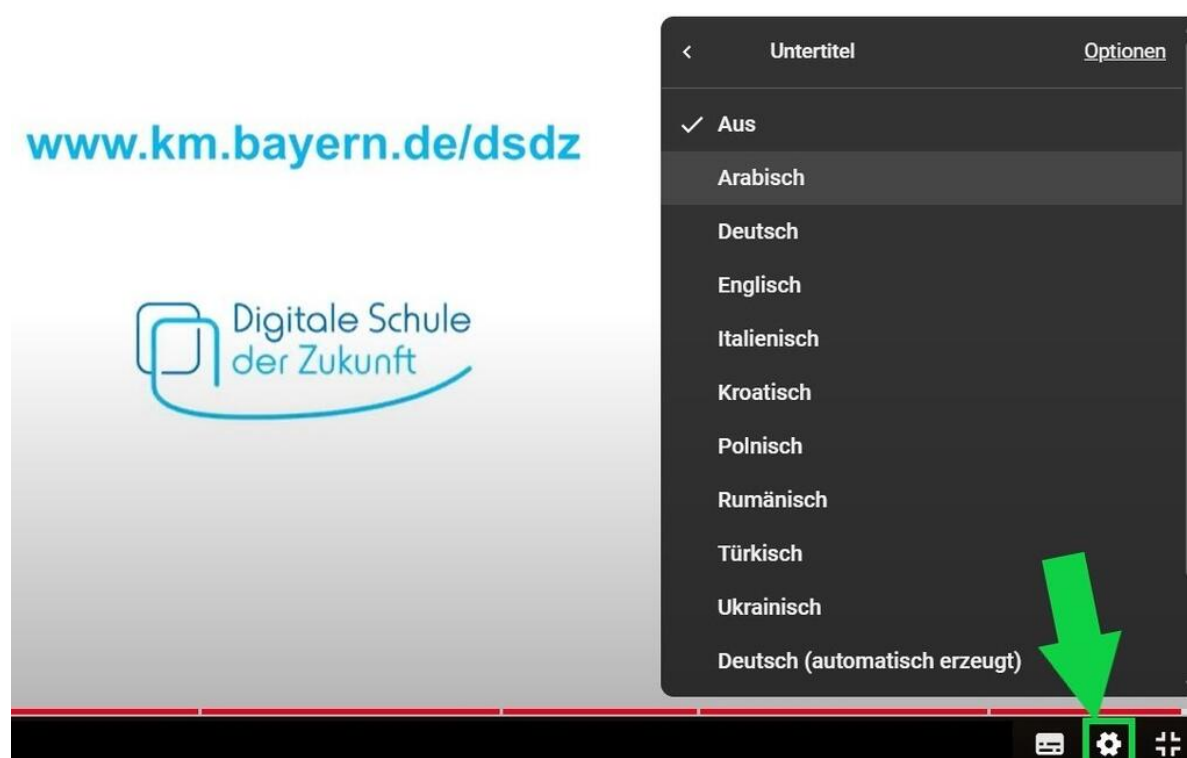 www.km.bayern.de/dsdz
Digitale Schule
der Zukunft
Untertitel
Optionen
Aus
Arabisch
Deutsch
Englisch
Italienisch
Kroatisch
Polnisch
Rumänisch
Türkisch
Ukrainisch
Deutsch (automatisch erzeugt)